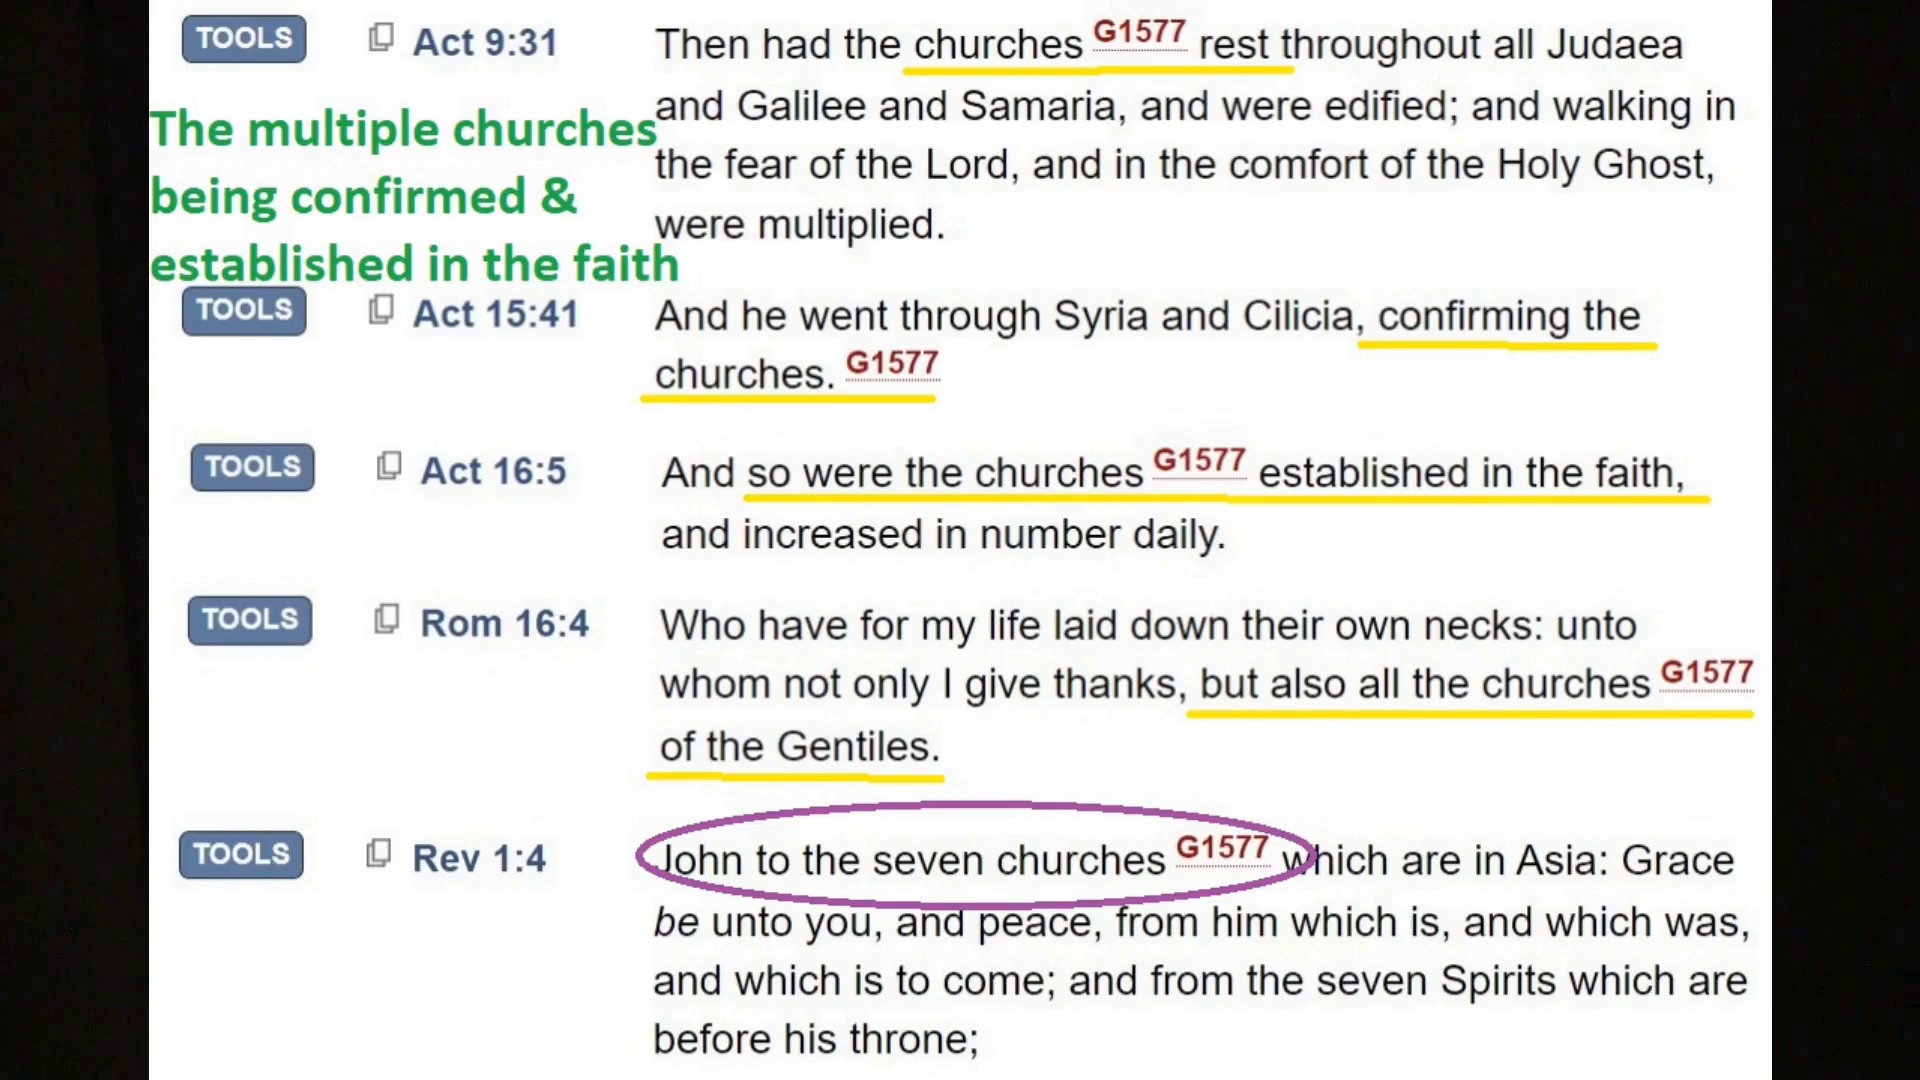 TOOLS Act 9:31 Then had the churches G1577 rest throughout all Judaea
and Galilee and Samaria, and were edified; and walking in
the fear of the Lord, and in the comfort of the Holy Ghost,
were multiplied.
The multiple churches
being confirmed &
established in the faith
TOOLS Act 15:41 And he went through Syria and Cilicia, confirming the
churches. G1577
TOOLS Act 16:5 And so were the churches G1577 established in the faith,
and increased in number daily.
TOOLS Rom 16:4 Who have for my life laid down their own necks: unto
whom not only I give thanks, but also all the churches G1577
of the Gentiles.
TOOLS Rev 1:4 John to the seven churches G1577 which are in Asia: Grace
be unto you, and peace, from him which is, and which was,
and which is to come; and from the seven Spirits which are
before his throne;